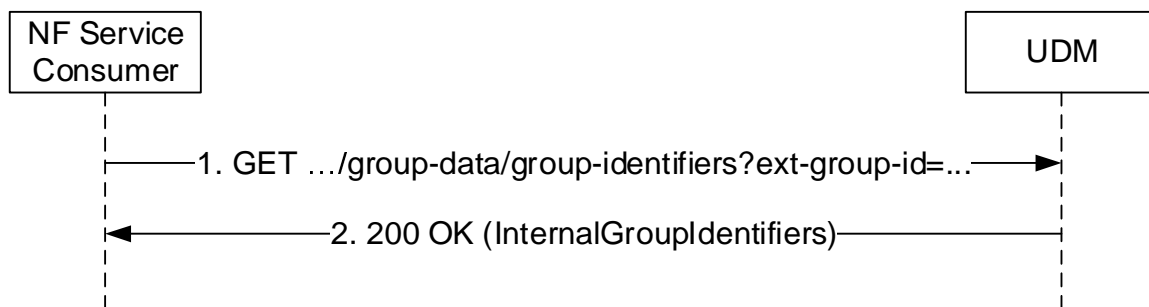 NF Service
Consumer
UDM
1. GET …/group-data/group-identifiers?ext-group-id=...
2. 200 OK (InternalGroupIdentifiers)